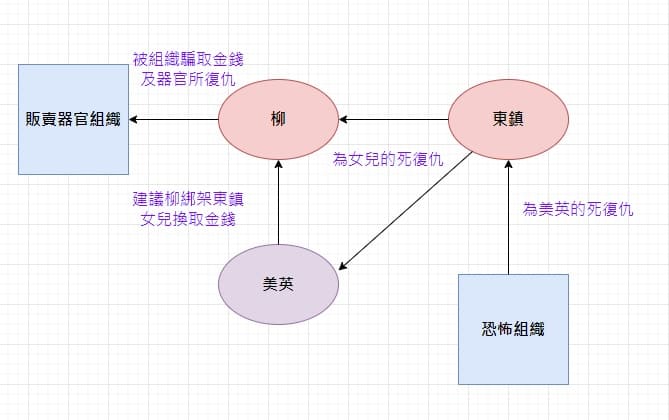 被組織騙取金錢
及器官所復仇
販賣器官組織
柳
東鎮
為女兒的死復仇
建議柳綁架東鎮
女兒換取金錢
為美英的死復仇
美英
恐怖組織